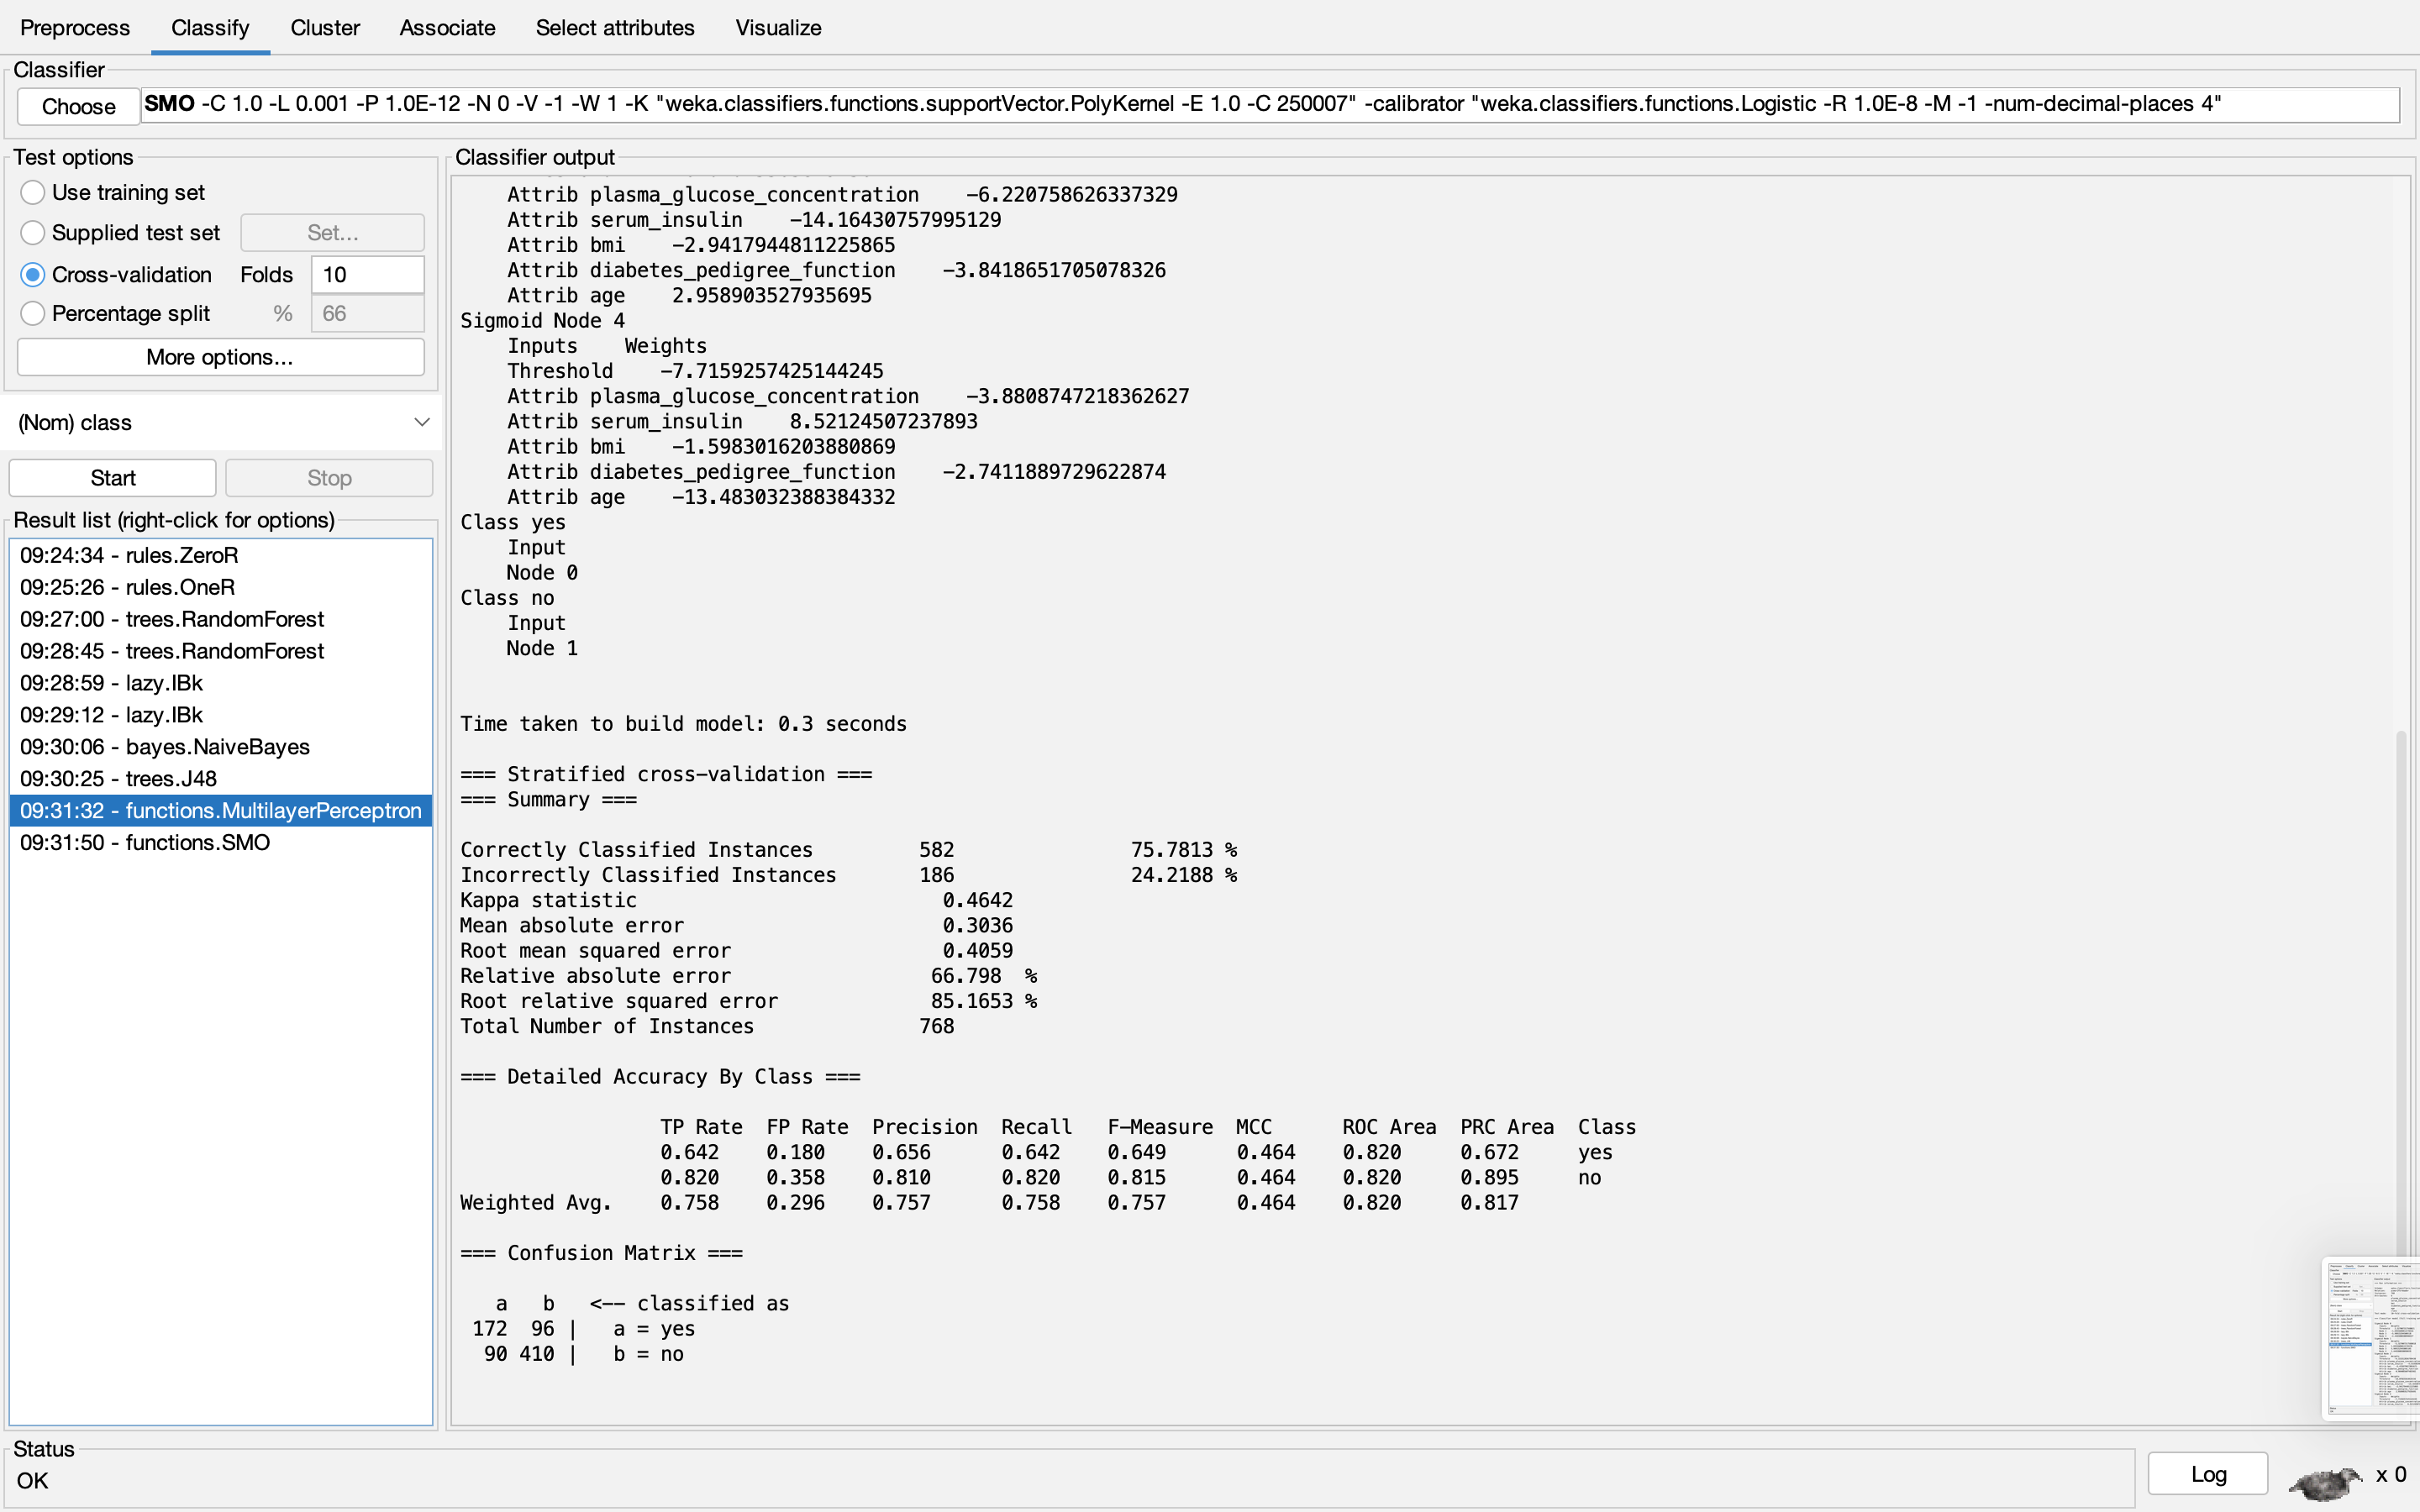 Preprocess Classify Cluster Associate Select attributes Visualize
Classifier
Choose SMO -C 1.0 -L 0.001 -P 1.0E-12 -N 0 -V -1 -W 1 -K "weka.classifiers.functions.supportVector.PolyKernel -E 1.0 -C 250007" -calibrator "weka.classifiers.functions.Logistic -R 1.0E-8 -M -1 -num-decimal-places 4"
Test options
Use training set
Supplied test set Set...
Cross-validation Folds 10
Percentage split % 66
More options...
(Nom) class
Start Stop
Result list (right-click for options)
09:24:34 - rules.ZeroR
09:25:26 - rules.OneR
09:27:00 - trees.RandomForest
09:28:45 - trees.RandomForest
09:28:59 - lazy.IBk
09:29:12 - lazy.IBk
09:30:06 - bayes.NaiveBayes
09:30:25 - trees.J48
09:31:32 - functions.MultilayerPerceptron
09:31:50 - functions.SMO
Classifier output
Attrib plasma_glucose_concentration -6.220758626337329
Attrib serum_insulin -14.16430757995129
Attrib bmi -2.9417944811225865
Attrib diabetes_pedigree_function -3.8418651705078326
Attrib age 2.958903527935695
Sigmoid Node 4
Inputs Weights
Threshold -7.7159257425144245
Attrib plasma_glucose_concentration -3.8808747218362627
Attrib serum_insulin 8.52124507237893
Attrib bmi -1.5983016203880869
Attrib diabetes_pedigree_function -2.7411889729622874
Attrib age -13.483032388384332
Class yes
Input
Node 0
Class no
Input
Node 1
Time taken to build model: 0.3 seconds
=== Stratified cross-validation ===
=== Summary ===
Correctly Classified Instances 582 75.7813 %
Incorrectly Classified Instances 186 24.2188 %
Kappa statistic 0.4642
Mean absolute error 0.3036
Root mean squared error 0.4059
Relative absolute error 66.798 %
Root relative squared error 85.1653 %
Total Number of Instances 768
=== Detailed Accuracy By Class ===
TP Rate FP Rate Precision Recall F-Measure MCC ROC Area PRC Area Class
0.642 0.180 0.656 0.642 0.649 0.464 0.820 0.672 yes
0.820 0.358 0.810 0.820 0.815 0.464 0.820 0.895 no
Weighted Avg. 0.758 0.296 0.757 0.758 0.757 0.464 0.820 0.817
=== Confusion Matrix ===
a b <-- classified as
172 96 | a = yes
90 410 | b = no
Status
OK
Log x 0